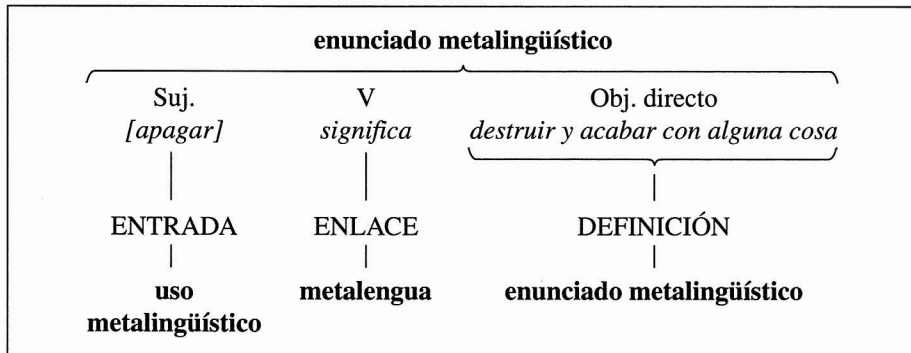 enunciado metalingüístico
Suj. V Obj. directo
[apagar] significa destruir y acabar con alguna cosa
ENTRADA ENLACE DEFINICIÓN
uso metalengua enunciado metalingüístico
metalingüístico